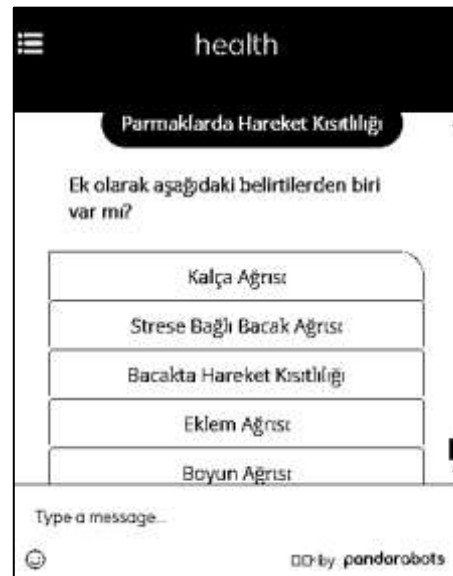 health
Parmaklarda Hareket Kısıtlılığı
Ek olarak aşağıdaki belirtilerden biri
var mı?
Kalça Ağrısı
Strese Bağlı Bacak Ağrısı
Bacakta Hareket Kısıtlılığı
Eklem Ağrısı
Boyun Ağrısı
Type a message...
by pandorabots